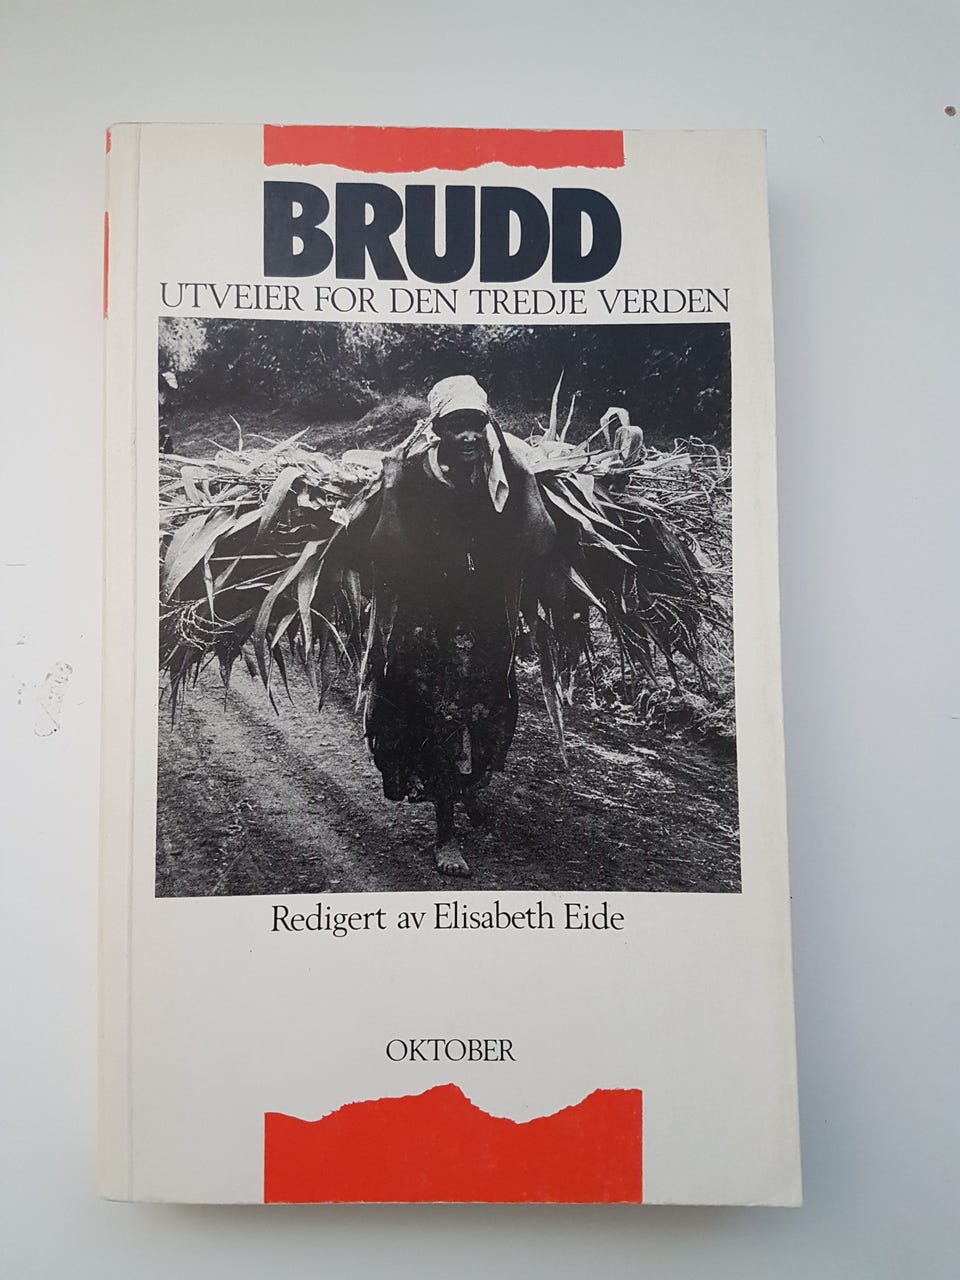 BRUDD
UTVEIER FOR DEN TREDJE VERDEN
Redigert av Elisabeth Eide
OKTOBER